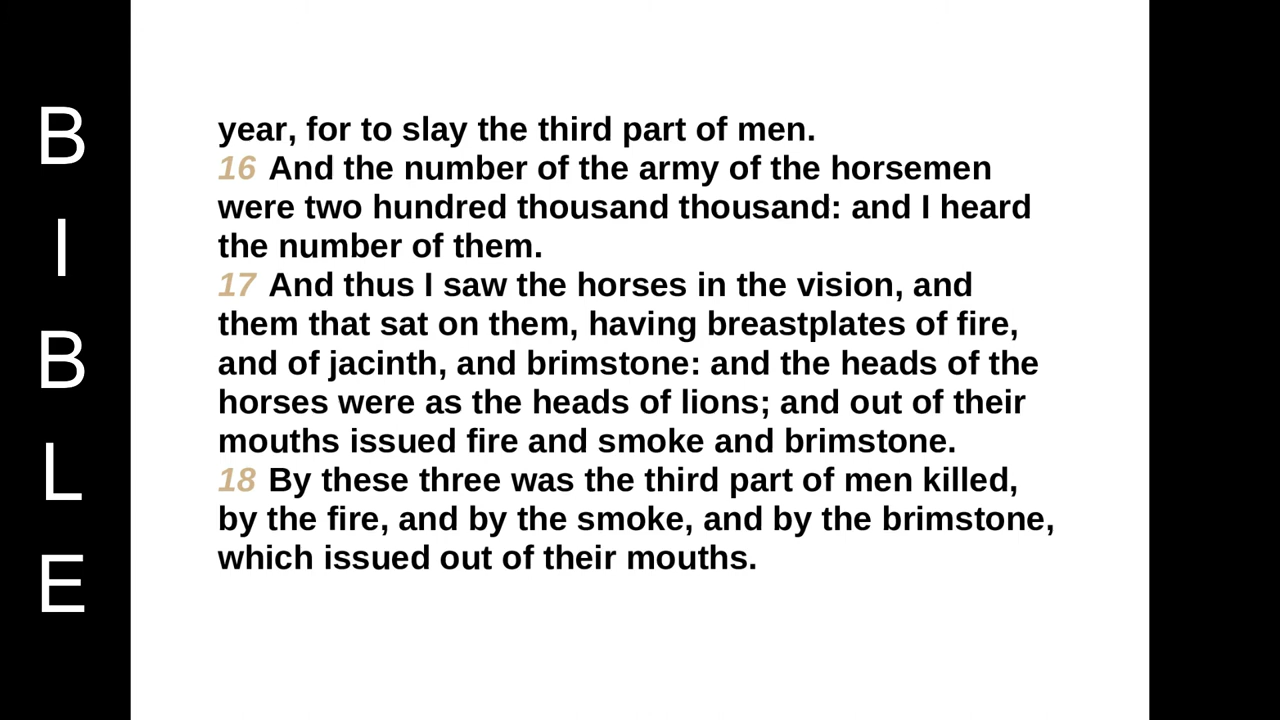 B
I
B
L
E
year, for to slay the third part of men.
16 And the number of the army of the horsemen
were two hundred thousand thousand: and I heard
the number of them.
17 And thus I saw the horses in the vision, and
them that sat on them, having breastplates of fire,
and of jacinth, and brimstone: and the heads of the
horses were as the heads of lions; and out of their
mouths issued fire and smoke and brimstone.
18 By these three was the third part of men killed,
by the fire, and by the smoke, and by the brimstone,
which issued out of their mouths.